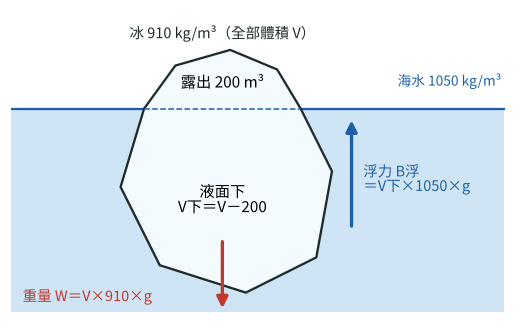 冰 910 kg/m³（全部體積 V）
露出 200 m³
海水 1050 kg/m³
浮力 B浮
＝V下×1050×g
液面下
V下＝V－200
重量 W＝V×910×g